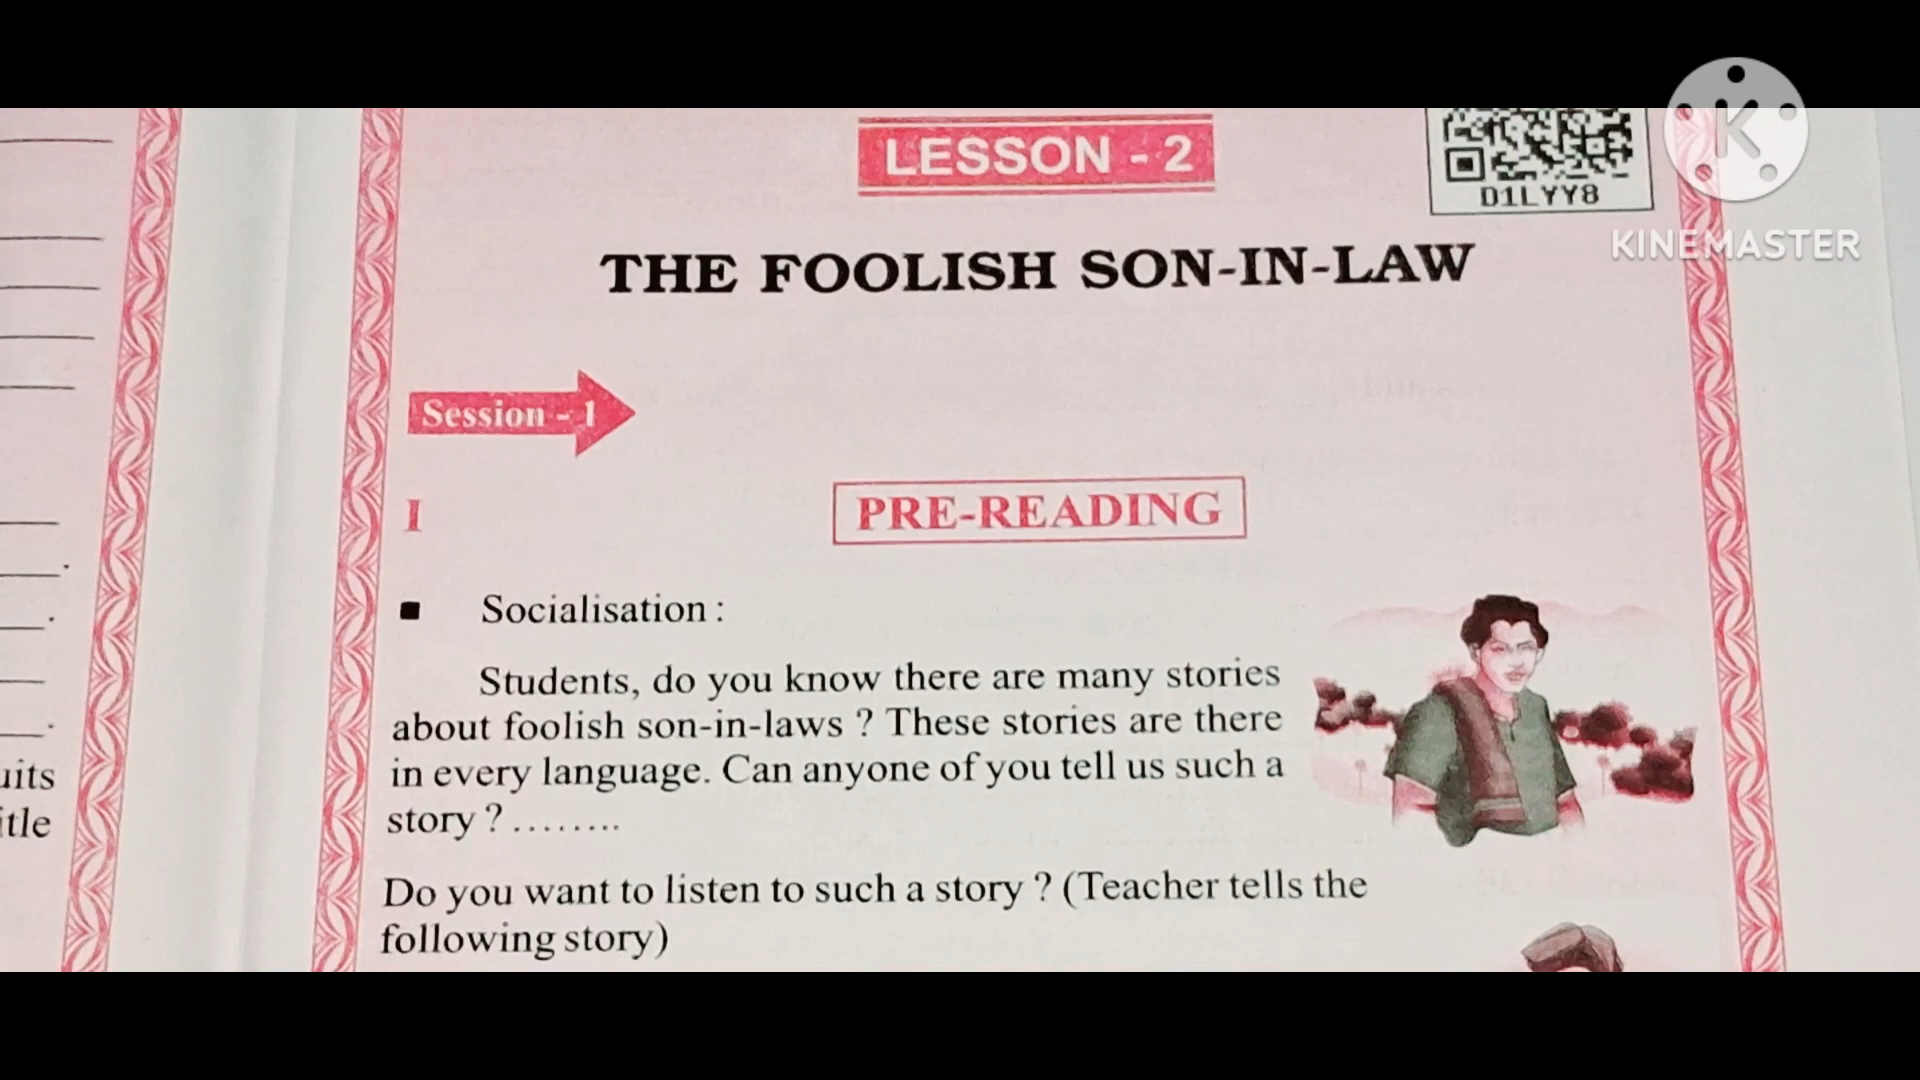 LESSON - 2
D1LYY8
K
KINEMASTER
THE FOOLISH SON-IN-LAW
Session - 1
I
PRE-READING
■ Socialisation :
Students, do you know there are many stories
about foolish son-in-laws ? These stories are there
in every language. Can anyone of you tell us such a
story ? ........
Do you want to listen to such a story ? (Teacher tells the
following story)